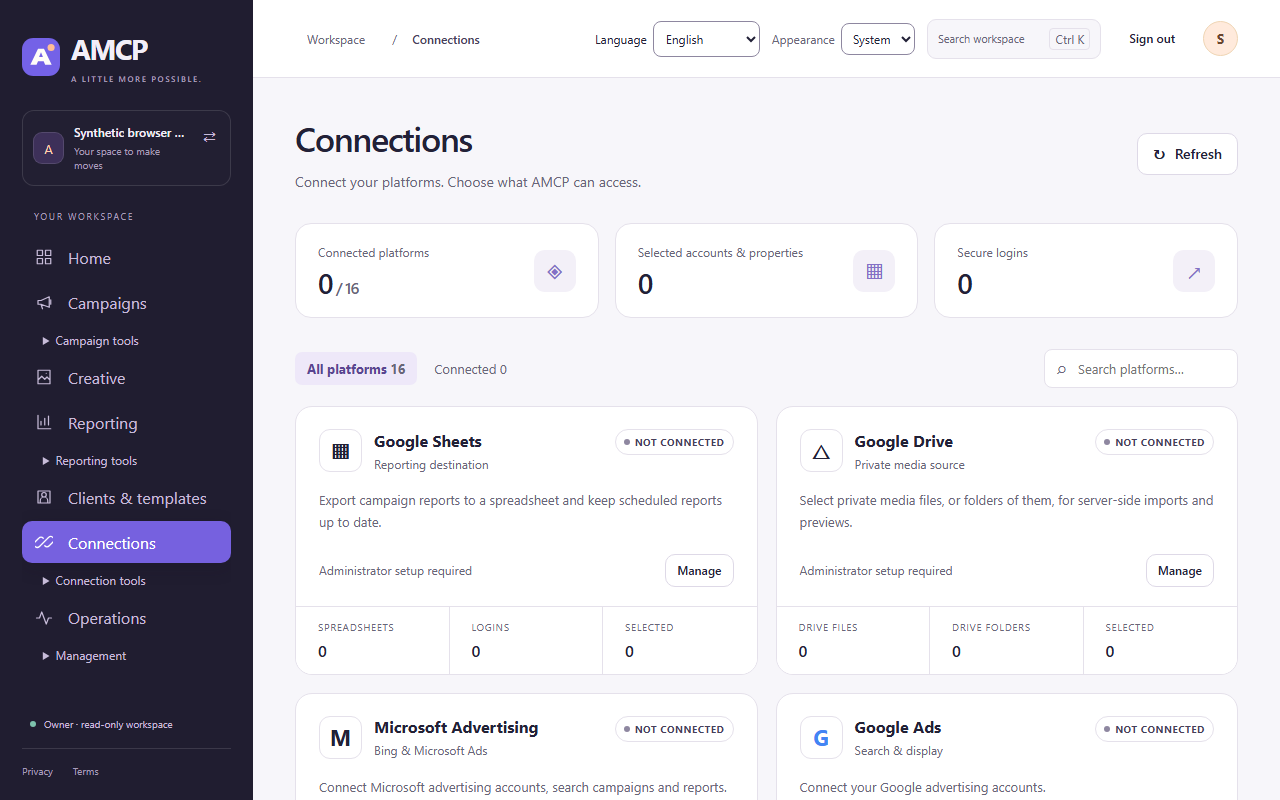 AMCP
A LITTLE MORE POSSIBLE.
A
Synthetic browser ...
Your space to make
moves
YOUR WORKSPACE
Home
Campaigns
Campaign tools
Creative
Reporting
Reporting tools
Clients & templates
Connections
Connection tools
Operations
Management
Owner · read-only workspace
Privacy Terms
Workspace / Connections
Language English Appearance System Search workspace Ctrl K Sign out S
Connections
Connect your platforms. Choose what AMCP can access.
Refresh
Connected platforms
0 / 16
Selected accounts & properties
0
Secure logins
0
All platforms 16 Connected 0
Search platforms...
Google Sheets
Reporting destination
NOT CONNECTED
Export campaign reports to a spreadsheet and keep scheduled reports
up to date.
Administrator setup required
Manage
SPREADSHEETS LOGINS SELECTED
0 0 0
Google Drive
Private media source
NOT CONNECTED
Select private media files, or folders of them, for server-side imports and
previews.
Administrator setup required
Manage
DRIVE FILES DRIVE FOLDERS SELECTED
0 0 0
M
Microsoft Advertising
Bing & Microsoft Ads
NOT CONNECTED
Connect Microsoft advertising accounts, search campaigns and reports.
G
Google Ads
Search & display
NOT CONNECTED
Connect your Google advertising accounts.